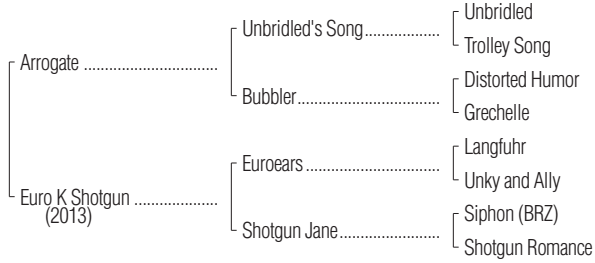 Unbridled
Unbridled's Song..................
Trolley Song
Arrogate ................................
Distorted Humor
Bubbler..................................
Grechelle
Langfuhr
Euroears ................................
Unky and Ally
Euro K Shotgun ....................
(2013)
Siphon (BRZ)
Shotgun Jane........................
Shotgun Romance